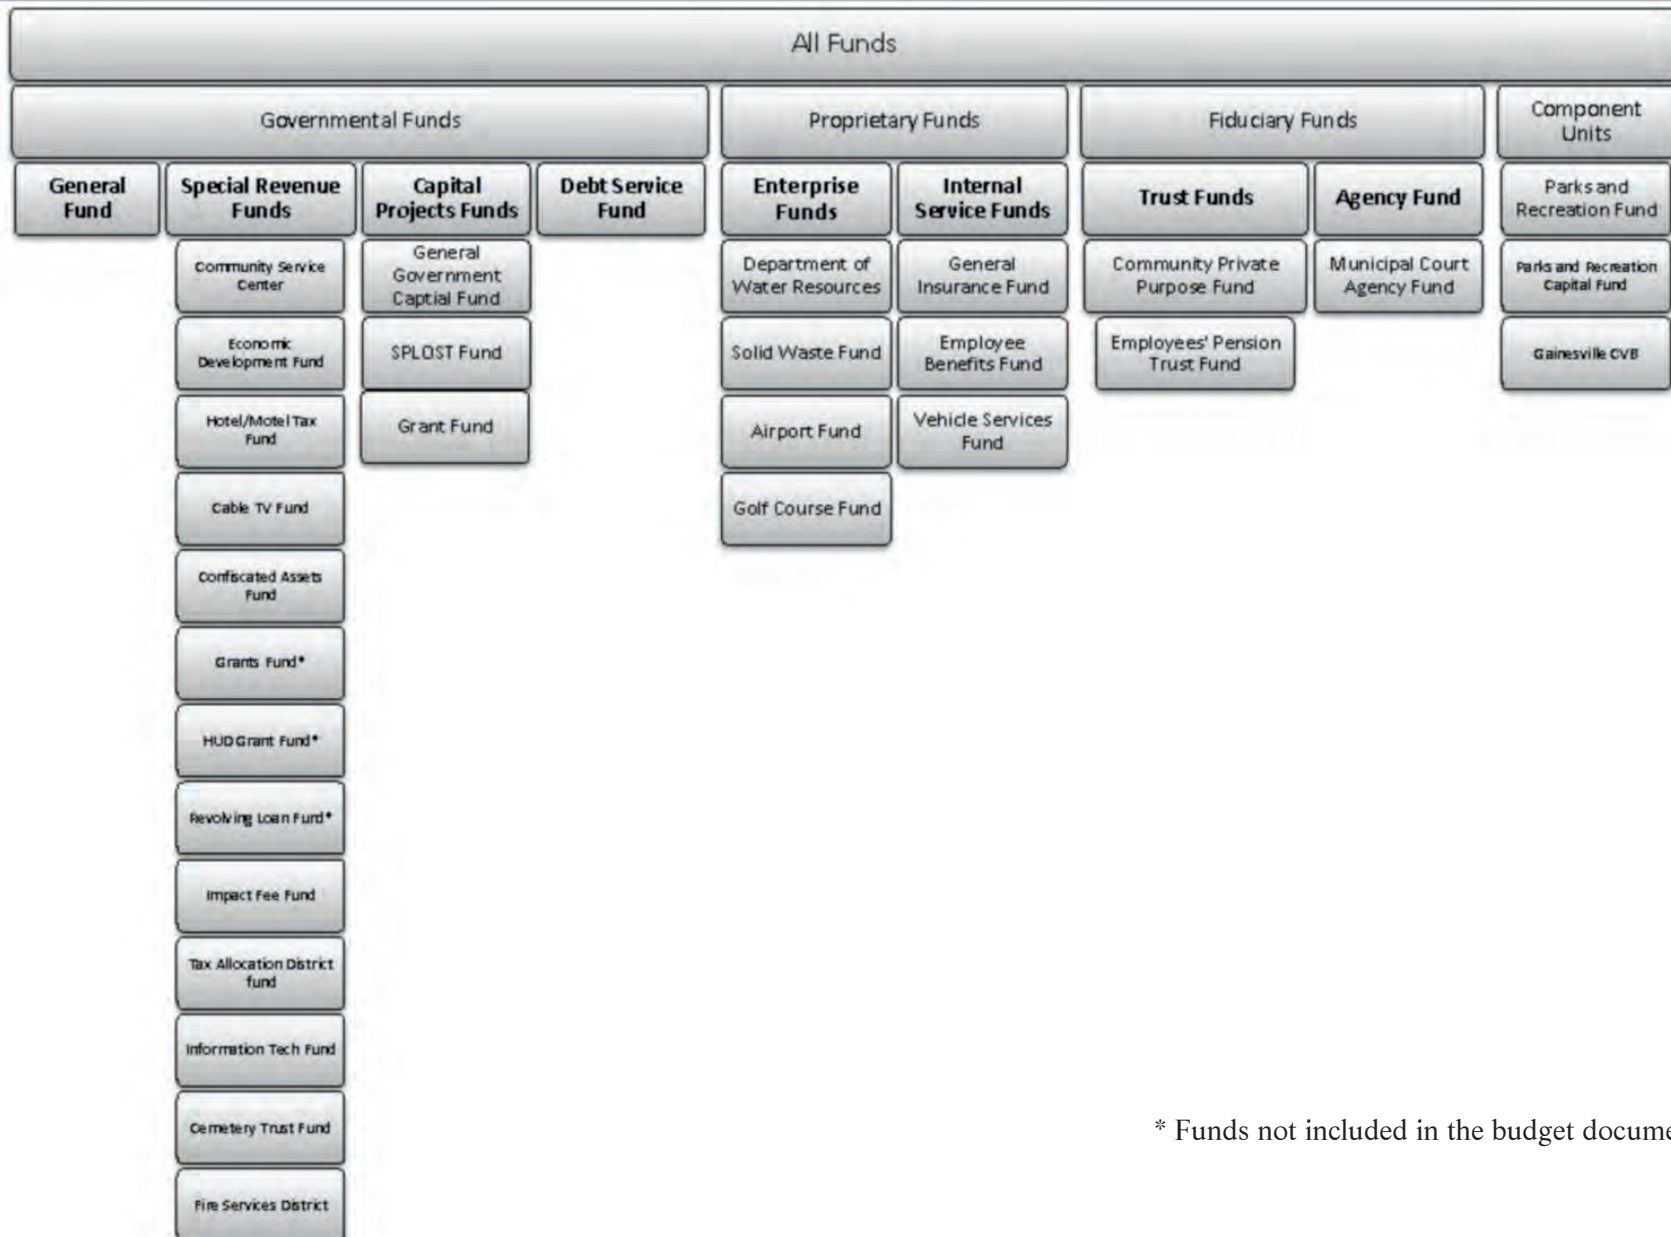 All Funds
Governmental Funds
Proprietary Funds
Fiduciary Funds
Component
Units
General
Fund
Special Revenue
Funds
Capital
Projects Funds
Debt Service
Fund
Enterprise
Funds
Internal
Service Funds
Trust Funds
Agency Fund
Parks and
Recreation Fund
Community Service
Center
General
Government
Captial Fund
Department of
Water Resources
General
Insurance Fund
Community Private
Purpose Fund
Municipal Court
Agency Fund
Parks and Recreation
Capital Fund
Economic
Development Fund
SPLOST Fund
Solid Waste Fund
Employee
Benefits Fund
Employees' Pension
Trust Fund
Gainesville CVB
Hotel/Motel Tax
Fund
Grant Fund
Airport Fund
Vehicle Services
Fund
Cable TV Fund
Golf Course Fund
Confiscated Assets
Fund
Grants Fund*
HUD Grant Fund*
Revolving Loan Fund*
Impact Fee Fund
Tax Allocation District
fund
Information Tech Fund
Cemetery Trust Fund
* Funds not included in the budget docume
Fire Services District